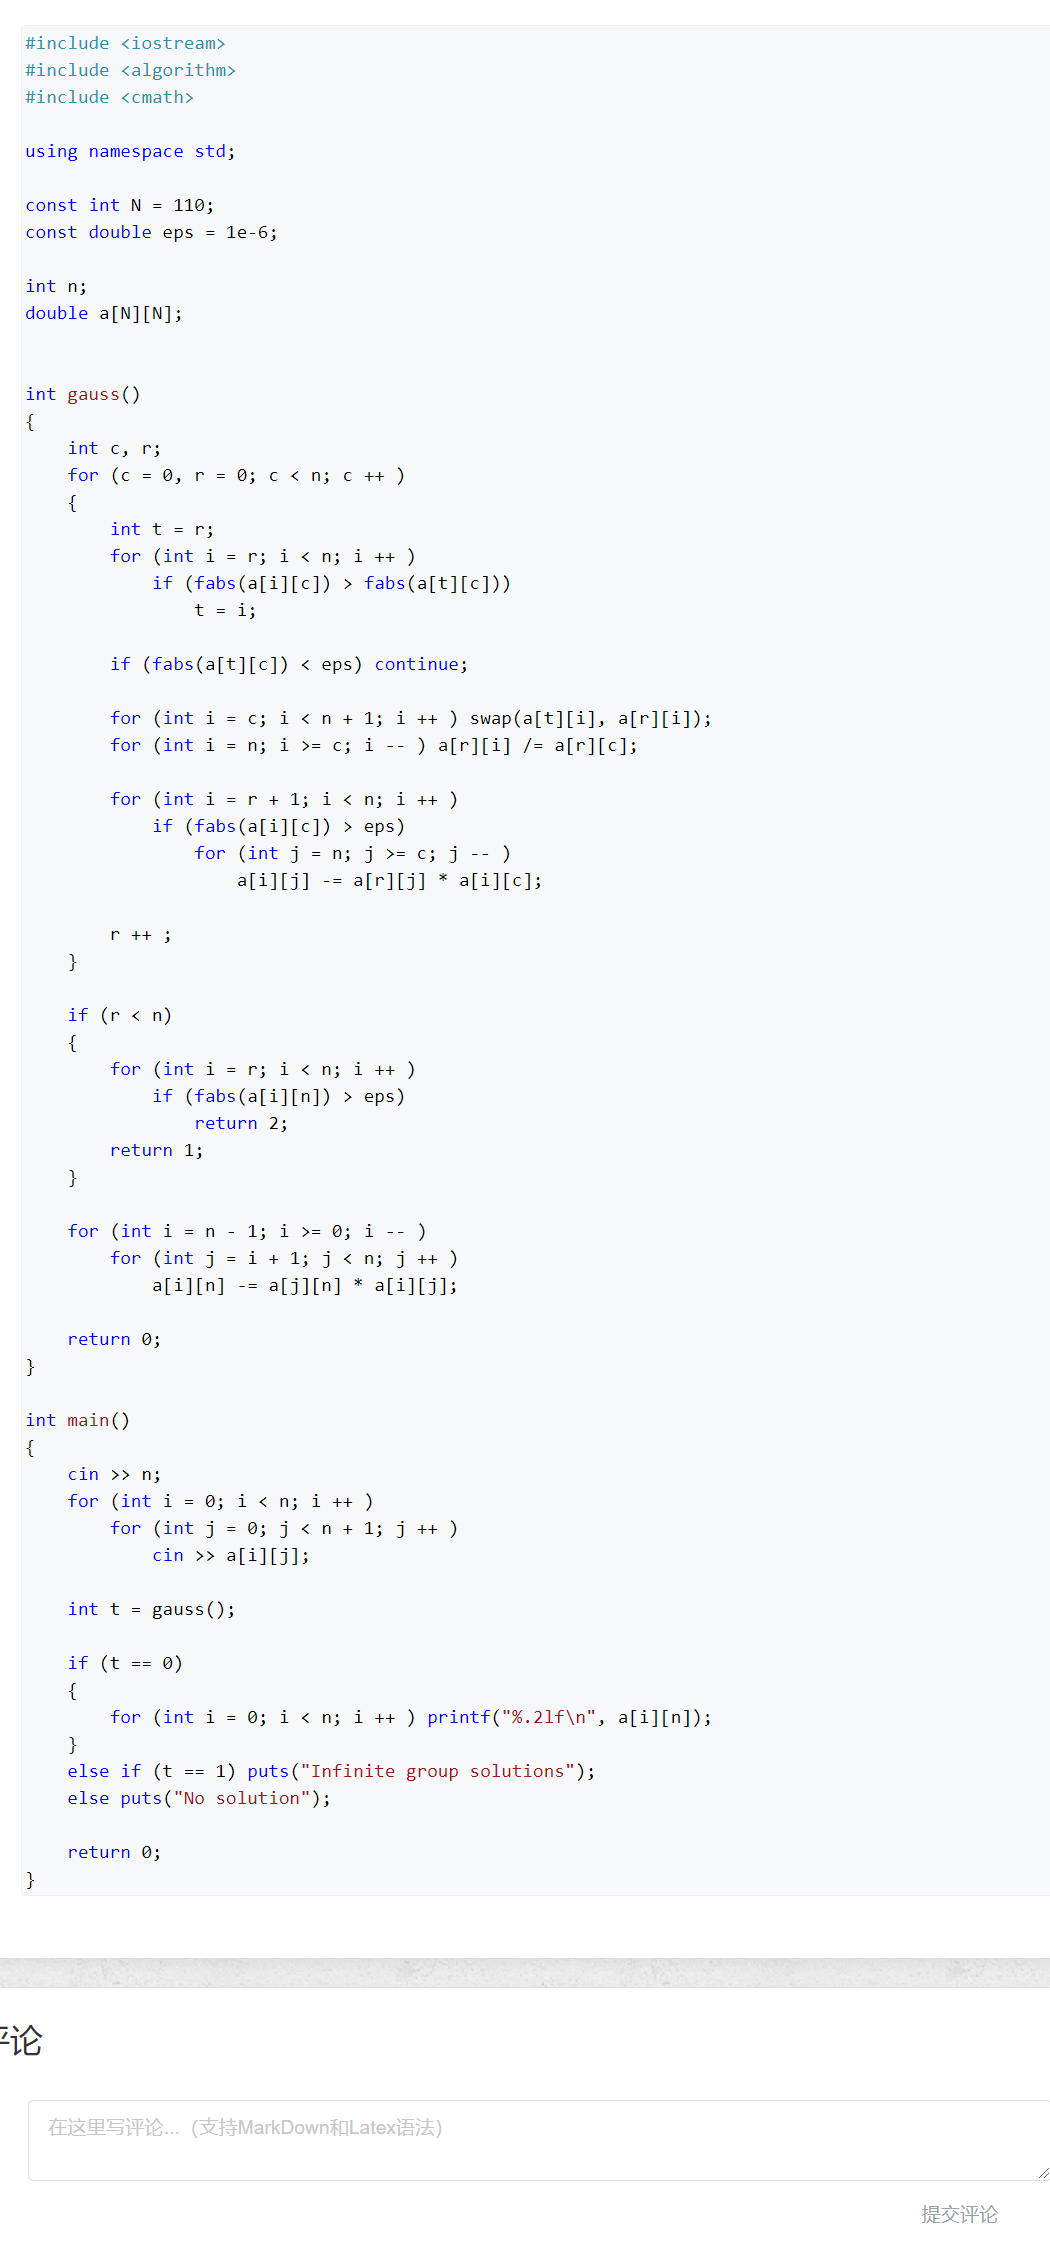 #include <iostream>
#include <algorithm>
#include <cmath>
using namespace std;
const int N = 110;
const double eps = 1e-6;
int n;
double a[N][N];
int gauss()
{
    int c, r;
    for (c = 0, r = 0; c < n; c ++ )
    {
        int t = r;
        for (int i = r; i < n; i ++ )
            if (fabs(a[i][c]) > fabs(a[t][c]))
                t = i;
        if (fabs(a[t][c]) < eps) continue;
        for (int i = c; i < n + 1; i ++ ) swap(a[t][i], a[r][i]);
        for (int i = n; i >= c; i -- ) a[r][i] /= a[r][c];
        for (int i = r + 1; i < n; i ++ )
            if (fabs(a[i][c]) > eps)
                for (int j = n; j >= c; j -- )
                    a[i][j] -= a[r][j] * a[i][c];
        r ++ ;
    }
    if (r < n)
    {
        for (int i = r; i < n; i ++ )
            if (fabs(a[i][n]) > eps)
                return 2;
        return 1;
    }
    for (int i = n - 1; i >= 0; i -- )
        for (int j = i + 1; j < n; j ++ )
            a[i][n] -= a[j][n] * a[i][j];
    return 0;
}
int main()
{
    cin >> n;
    for (int i = 0; i < n; i ++ )
        for (int j = 0; j < n + 1; j ++ )
            cin >> a[i][j];
    int t = gauss();
    if (t == 0)
    {
        for (int i = 0; i < n; i ++ ) printf("%.2lf\n", a[i][n]);
    }
    else if (t == 1) puts("Infinite group solutions");
    else puts("No solution");
    return 0;
}
评论
在这里写评论... (支持MarkDown和Latex语法)
提交评论